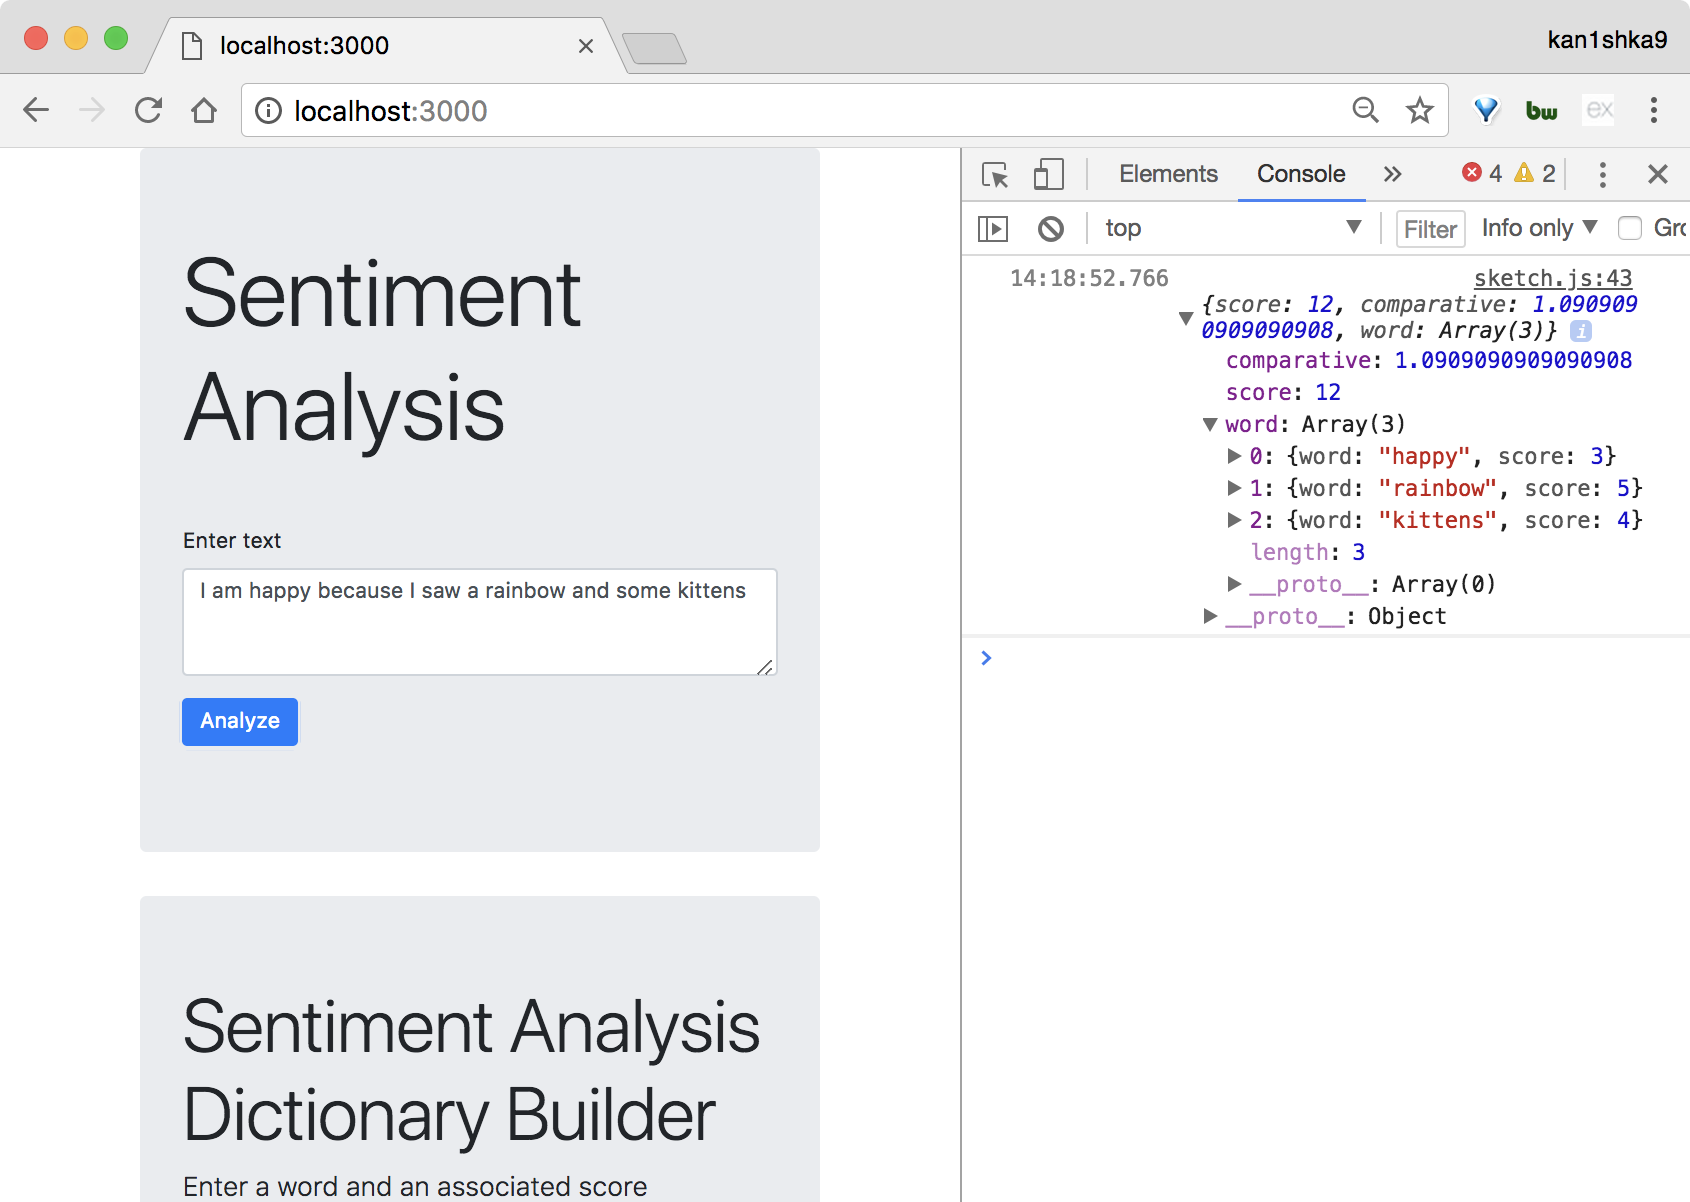 localhost:3000
kan1shka9
localhost:3000
bw
ex
Sentiment
Analysis
Enter text
I am happy because I saw a rainbow and some kittens
Analyze
Sentiment Analysis
Dictionary Builder
Enter a word and an associated score
Elements Console 4 2
top Filter Info only Gro
14:18:52.766 sketch.js:43
{score: 12, comparative: 1.090909
0909090908, word: Array(3)} i
comparative: 1.0909090909090908
score: 12
word: Array(3)
0: {word: "happy", score: 3}
1: {word: "rainbow", score: 5}
2: {word: "kittens", score: 4}
length: 3
__proto__: Array(0)
__proto__: Object